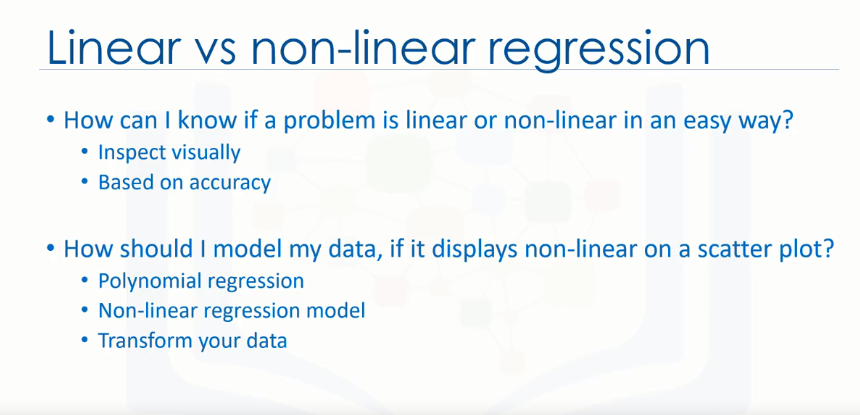 Linear vs non-linear regression
• How can I know if a problem is linear or non-linear in an easy way?
• Inspect visually
• Based on accuracy
• How should I model my data, if it displays non-linear on a scatter plot?
• Polynomial regression
• Non-linear regression model
• Transform your data